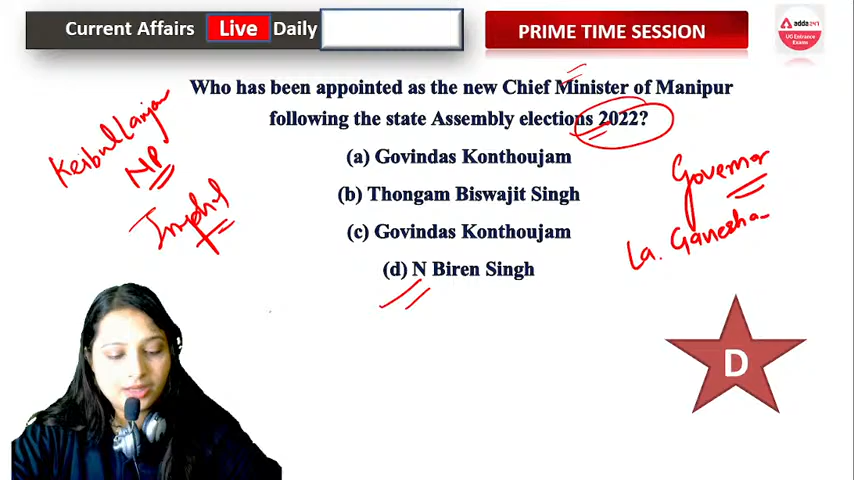 Current Affairs Live Daily
PRIME TIME SESSION
adda247
UG Entrance
Exams
Who has been appointed as the new Chief Minister of Manipur
following the state Assembly elections 2022?
(a) Govindas Konthoujam
(b) Thongam Biswajit Singh
(c) Govindas Konthoujam
(d) N Biren Singh
Keibul Lamjao
NP
Imphal
Governor
La. Ganeshan
D